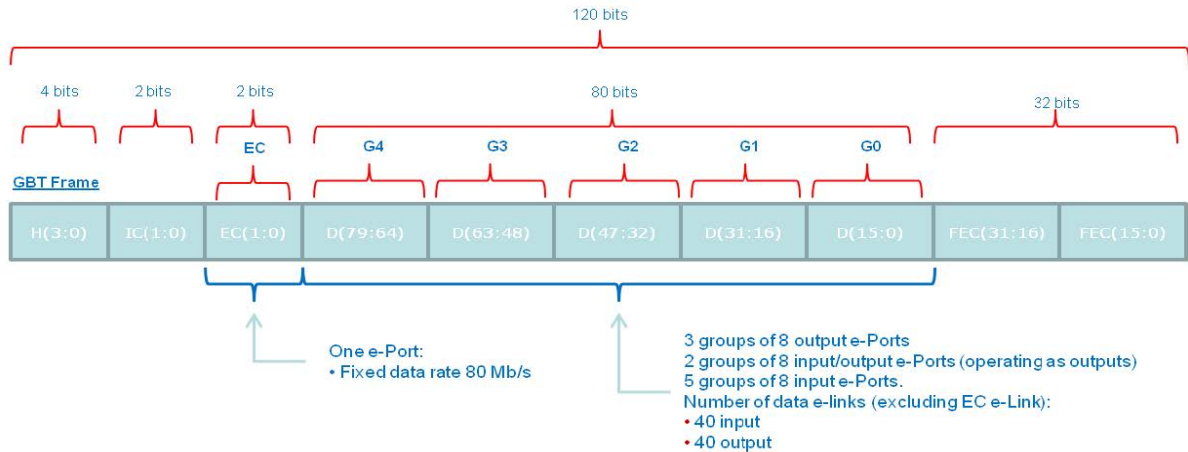 120 bits
4 bits
2 bits
2 bits
80 bits
32 bits
EC
G4
G3
G2
G1
G0
GBT Frame
H(3:0)
IC(1:0)
EC(1:0)
D(79:64)
D(63:48)
D(47:32)
D(31:16)
D(15:0)
FEC(31:16)
FEC(15:0)
One e-Port:
• Fixed data rate 80 Mb/s
3 groups of 8 output e-Ports
2 groups of 8 input/output e-Ports (operating as outputs)
5 groups of 8 input e-Ports.
Number of data e-links (excluding EC e-Link):
• 40 input
• 40 output